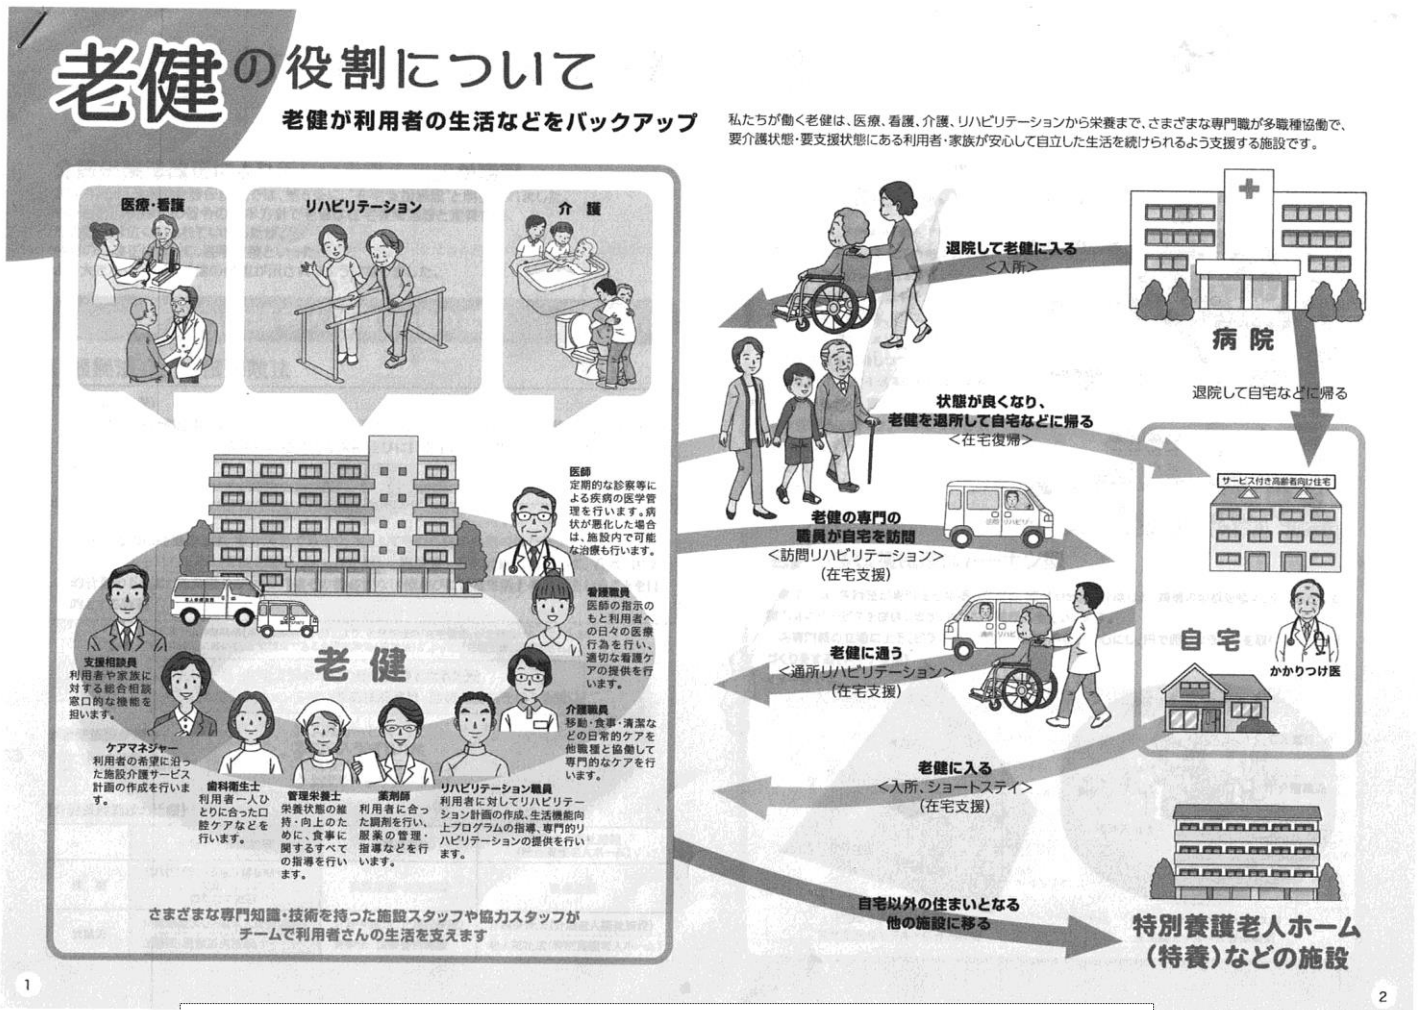 老健の役割について
老健が利用者の生活などをバックアップ
私たちが働く老健は、医療、看護、介護、リハビリテーションから栄養まで、さまざまな専門職が多職種協働で、
要介護状態・要支援状態にある利用者・家族が安心して自立した生活を続けられるよう支援する施設です。
医療・看護
リハビリテーション
介 護
医師
定期的な診察等に
よる疾病の医学管
理を行います。病
状が悪化した場合
は、施設内で可能
な治療も行います。
看護職員
医師の指示の
もと利用者へ
の日々の医療
行為を行い、
適切な看護ケ
アの提供を行
います。
介護職員
移動・食事・清潔な
どの日常的ケアを
他職種と協働して
専門的なケアを行
います。
老 健
支援相談員
利用者や家族に
対する総合相談
窓口的な機能を
担います。
ケアマネジャー
利用者の希望に沿っ
た施設介護サービス
計画の作成を行いま
す。
歯科衛生士
利用者一人ひ
とりに合った口
腔ケアなどを
行います。
管理栄養士
栄養状態の維
持・向上のた
めに、食事に
関するすべて
の指導を行い
ます。
薬剤師
利用者に合っ
た調剤を行い、
服薬の管理・
指導などを行
います。
リハビリテーション職員
利用者に対してリハビリテー
ション計画の作成、生活機能向
上プログラムの指導、専門的リ
ハビリテーションの提供を行い
ます。
さまざまな専門知識・技術を持った施設スタッフや協力スタッフが
チームで利用者さんの生活を支えます
1
退院して老健に入る
<入所>
病 院
退院して自宅などに帰る
状態が良くなり、
老健を退所して自宅などに帰る
<在宅復帰>
サービス付き高齢者向け住宅
老健の専門の
職員が自宅を訪問
<訪問リハビリテーション>
(在宅支援)
訪問リハビリ
自 宅
かかりつけ医
老健に通う
<通所リハビリテーション>
(在宅支援)
通所リハビリ
老健に入る
<入所、ショートステイ>
(在宅支援)
自宅以外の住まいとなる
他の施設に移る
特別養護老人ホーム
(特養)などの施設
2